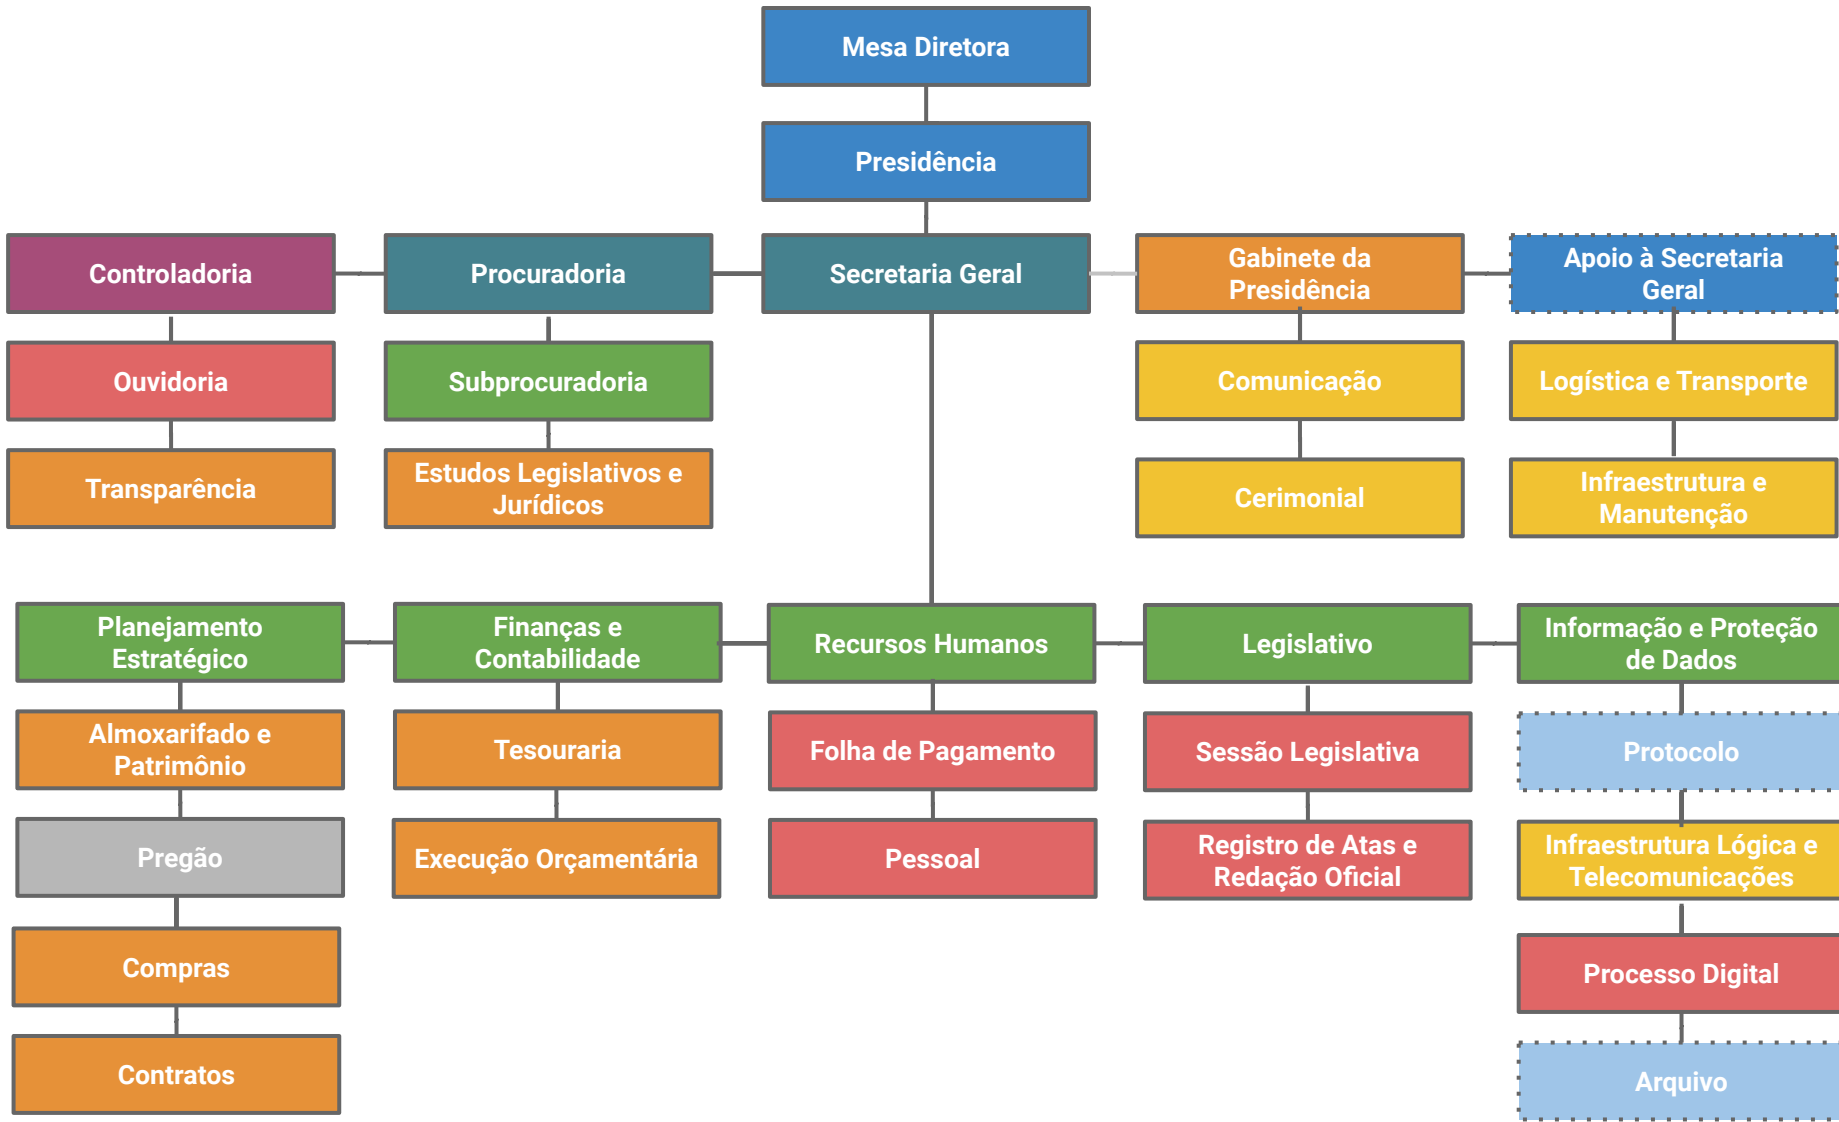 Mesa Diretora
Presidência
Controladoria
Procuradoria
Secretaria Geral
Gabinete da
Presidência
Apoio à Secretaria
Geral
Ouvidoria
Subprocuradoria
Comunicação
Logística e Transporte
Transparência
Estudos Legislativos e
Jurídicos
Cerimonial
Infraestrutura e
Manutenção
Planejamento
Estratégico
Finanças e
Contabilidade
Recursos Humanos
Legislativo
Informação e Proteção
de Dados
Almoxarifado e
Patrimônio
Tesouraria
Folha de Pagamento
Sessão Legislativa
Protocolo
Pregão
Execução Orçamentária
Pessoal
Registro de Atas e
Redação Oficial
Infraestrutura Lógica e
Telecomunicações
Compras
Processo Digital
Contratos
Arquivo